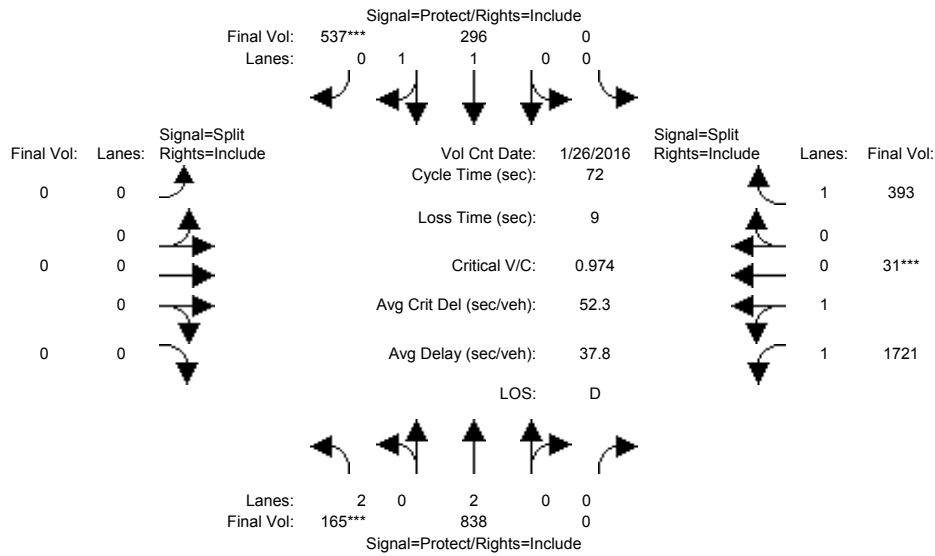 Signal=Protect/Rights=Include
Final Vol: 537*** 296 0
Lanes: 0 1 1 0 0
Signal=Split Signal=Split
Final Vol: Lanes: Rights=Include Vol Cnt Date: 1/26/2016 Rights=Include Lanes: Final Vol:
Cycle Time (sec): 72
0 0 1 393
Loss Time (sec): 9
0 0
0 0 Critical V/C: 0.974 0 31***
0 Avg Crit Del (sec/veh): 52.3 1
0 0 Avg Delay (sec/veh): 37.8 1 1721
LOS: D
Lanes: 2 0 2 0 0
Final Vol: 165*** 838 0
Signal=Protect/Rights=Include